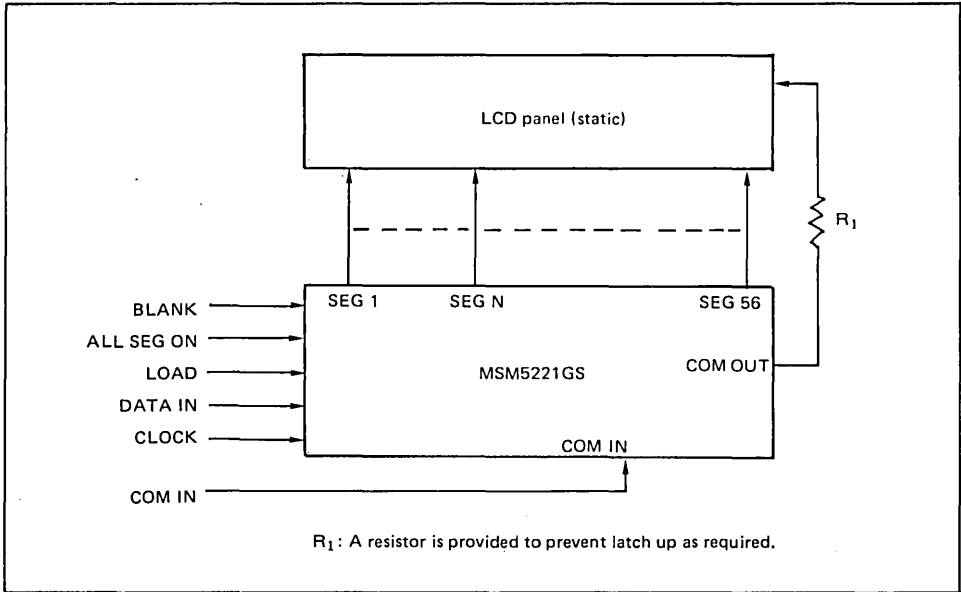 LCD panel (static)
R1
SEG 1 SEG N SEG 56
BLANK
ALL SEG ON
LOAD
DATA IN
CLOCK
MSM5221GS
COM OUT
COM IN
COM IN
R1: A resistor is provided to prevent latch up as required.